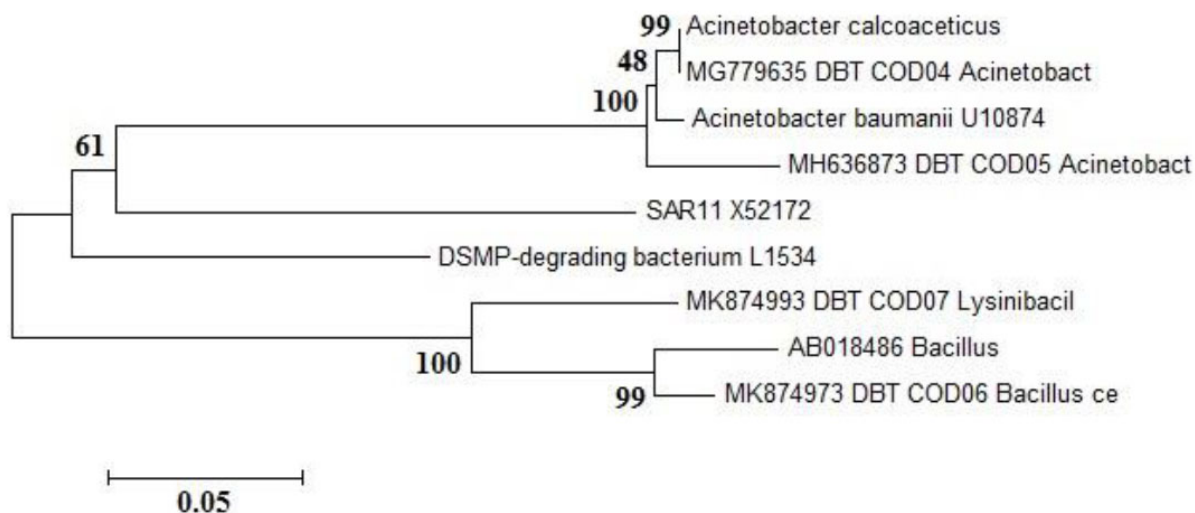 99 Acinetobacter calcoaceticus
48
MG779635 DBT COD04 Acinetobact
100
Acinetobacter baumanii U10874
61
MH636873 DBT COD05 Acinetobact
SAR11 X52172
DSMP-degrading bacterium L1534
MK874993 DBT COD07 Lysinibacil
AB018486 Bacillus
100
MK874973 DBT COD06 Bacillus ce
99
0.05